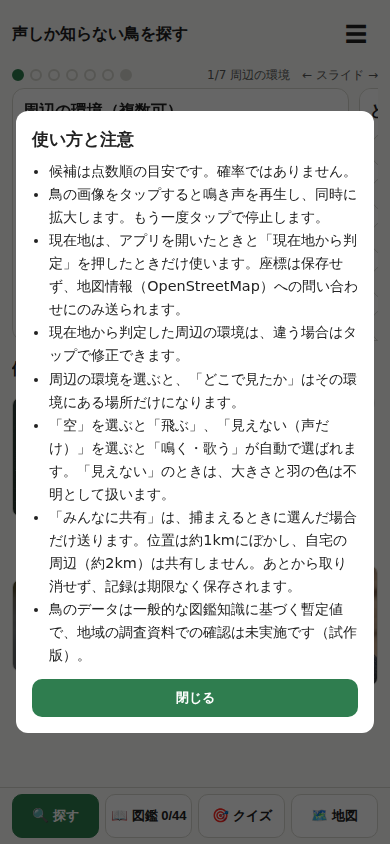 声しか知らない鳥を探す
☰
1/7 周辺の環境 ← スライド →
周辺の環境（複数可）
使い方と注意
• 候補は点数順の目安です。確率ではありません。
• 鳥の画像をタップすると鳴き声を再生し、同時に
拡大します。もう一度タップで停止します。
• 現在地は、アプリを開いたときと「現在地から判
定」を押したときだけ使います。座標は保存せ
ず、地図情報（OpenStreetMap）への問い合わ
せにのみ送られます。
• 現在地から判定した周辺の環境は、違う場合はタ
ップで修正できます。
• 周辺の環境を選ぶと、「どこで見たか」はその環
境にある場所だけになります。
• 「空」を選ぶと「飛ぶ」、「見えない（声だ
け）」を選ぶと「鳴く・歌う」が自動で選ばれま
す。「見えない」のときは、大きさと羽の色は不
明として扱います。
• 「みんなに共有」は、捕まえるときに選んだ場合
だけ送ります。位置は約1kmにぼかし、自宅の
周辺（約2km）は共有しません。あとから取り
消せず、記録は期限なく保存されます。
• 鳥のデータは一般的な図鑑知識に基づく暫定値
で、地域の調査資料での確認は未実施です（試作
版）。
閉じる
🔍 探す 📖 図鑑 0/44 🎯 クイズ 🗺️ 地図